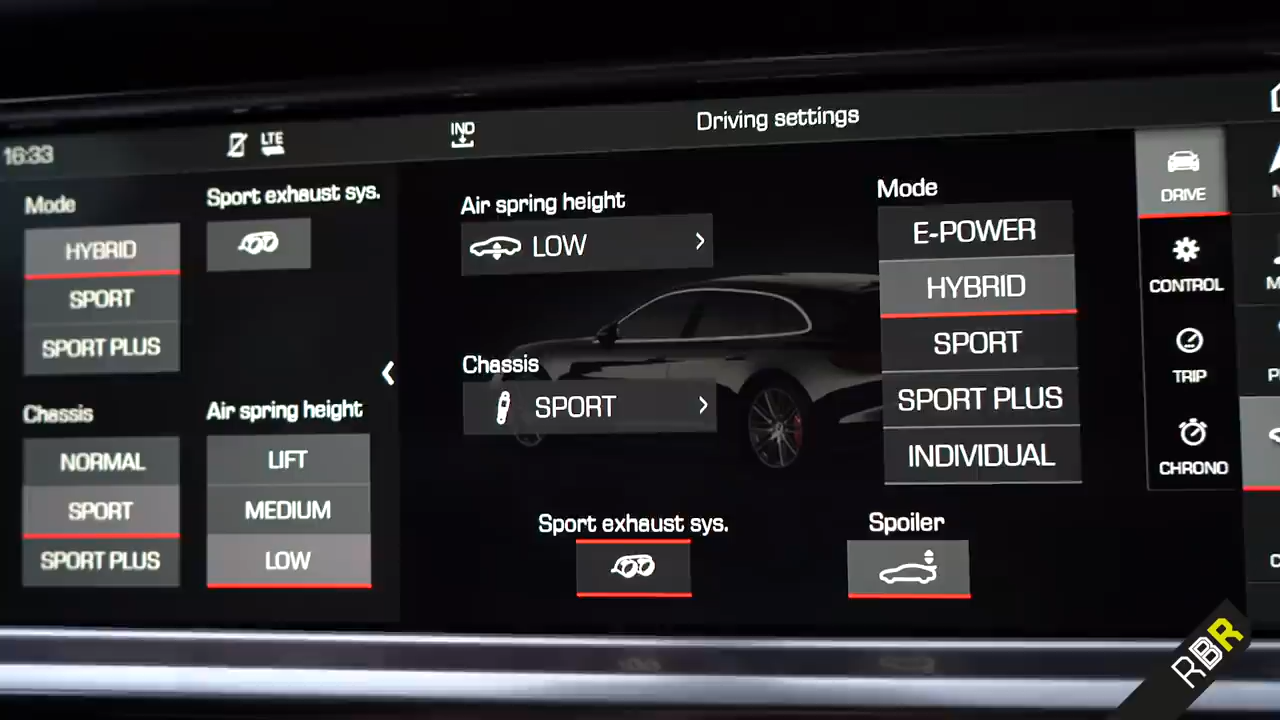 16:33
LTE
IND
Driving settings
Mode
HYBRID
SPORT
SPORT PLUS
Sport exhaust sys.
Chassis
NORMAL
SPORT
SPORT PLUS
Air spring height
LIFT
MEDIUM
LOW
Air spring height
LOW
Chassis
SPORT
Sport exhaust sys.
Mode
E-POWER
HYBRID
SPORT
SPORT PLUS
INDIVIDUAL
Spoiler
DRIVE
CONTROL
TRIP
CHRONO
RBR